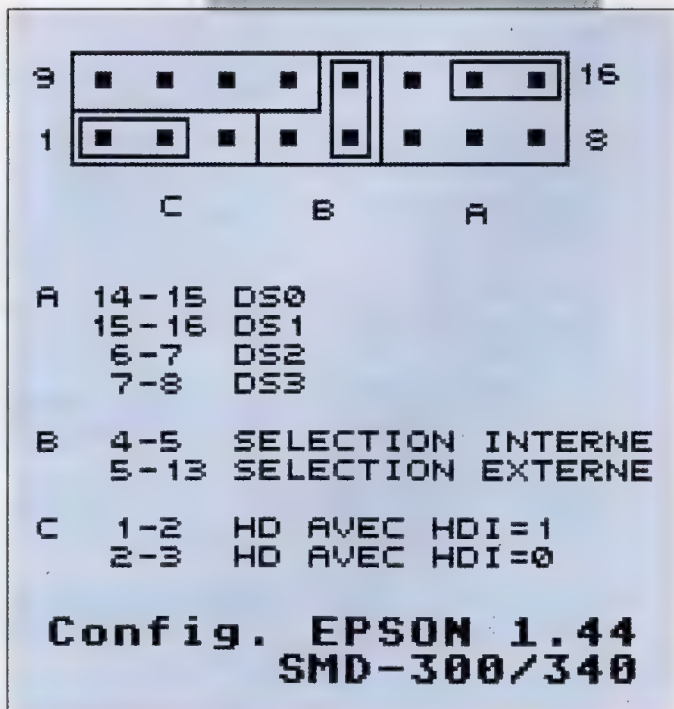 9 16
1 8
C B A
A 14-15 DS0
15-16 DS1
6-7 DS2
7-8 DS3
B 4-5 SELECTION INTERNE
5-13 SELECTION EXTERNE
C 1-2 HD AVEC HDI=1
2-3 HD AVEC HDI=0
Config. EPSON 1.44
SMD-300/340